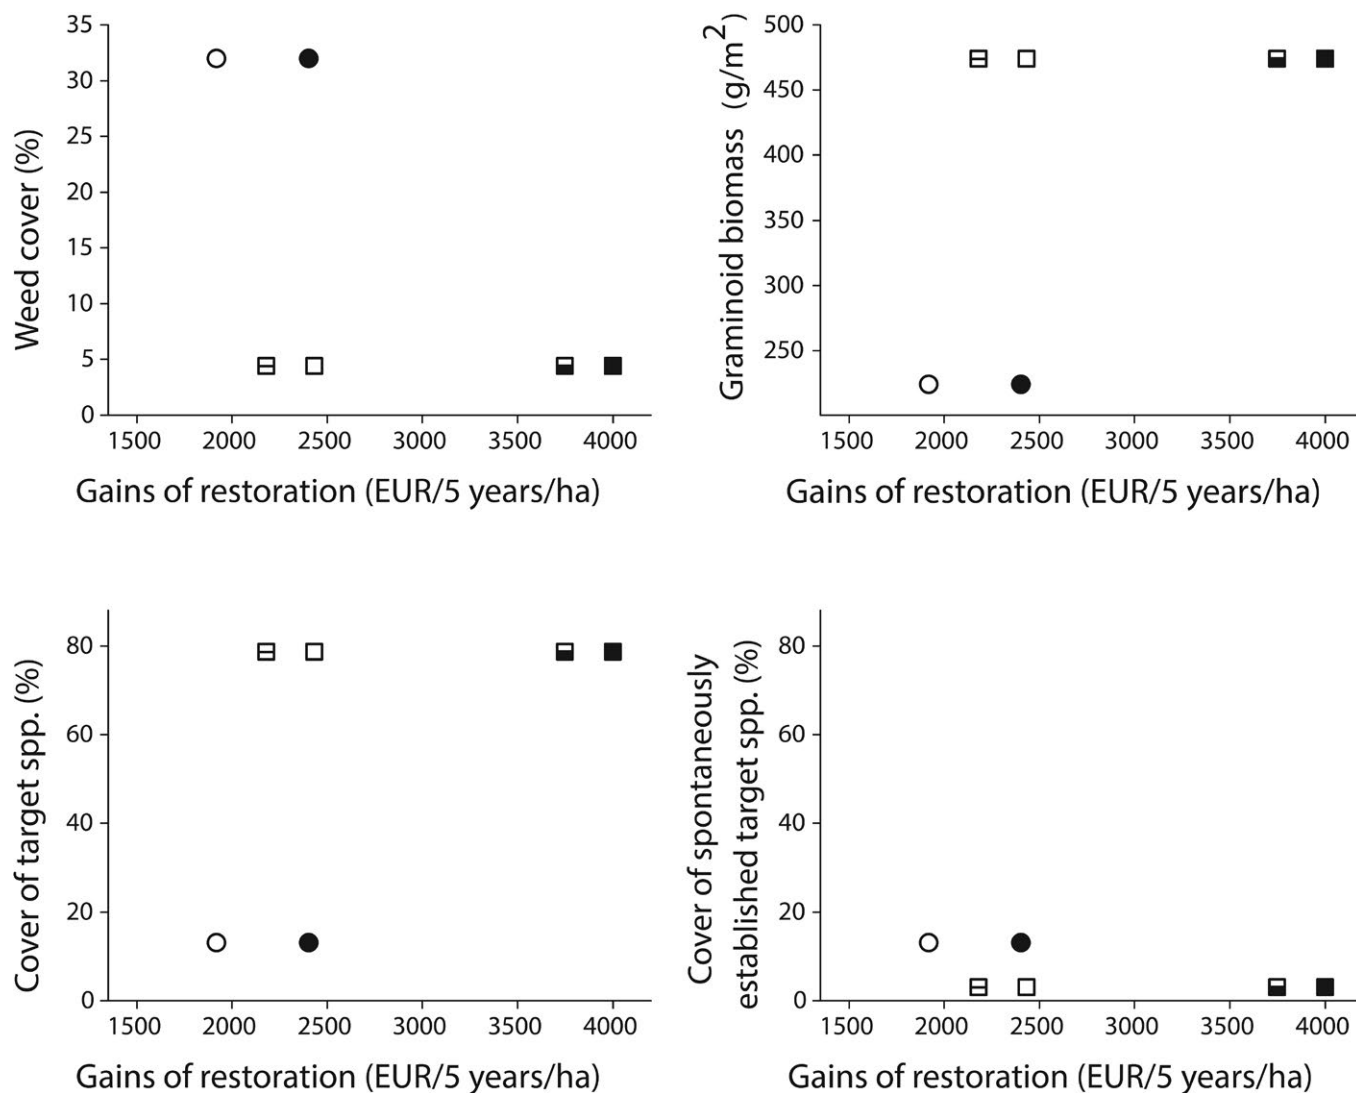 35
30
25
20
15
10
5
0
Weed cover (%)
1500 2000 2500 3000 3500 4000
Gains of restoration (EUR/5 years/ha)
500
450
400
350
300
250
Graminoid biomass (g/m²)
1500 2000 2500 3000 3500 4000
Gains of restoration (EUR/5 years/ha)
80
60
40
20
0
Cover of target spp. (%)
1500 2000 2500 3000 3500 4000
Gains of restoration (EUR/5 years/ha)
80
60
40
20
0
Cover of spontaneously
established target spp. (%)
1500 2000 2500 3000 3500 4000
Gains of restoration (EUR/5 years/ha)